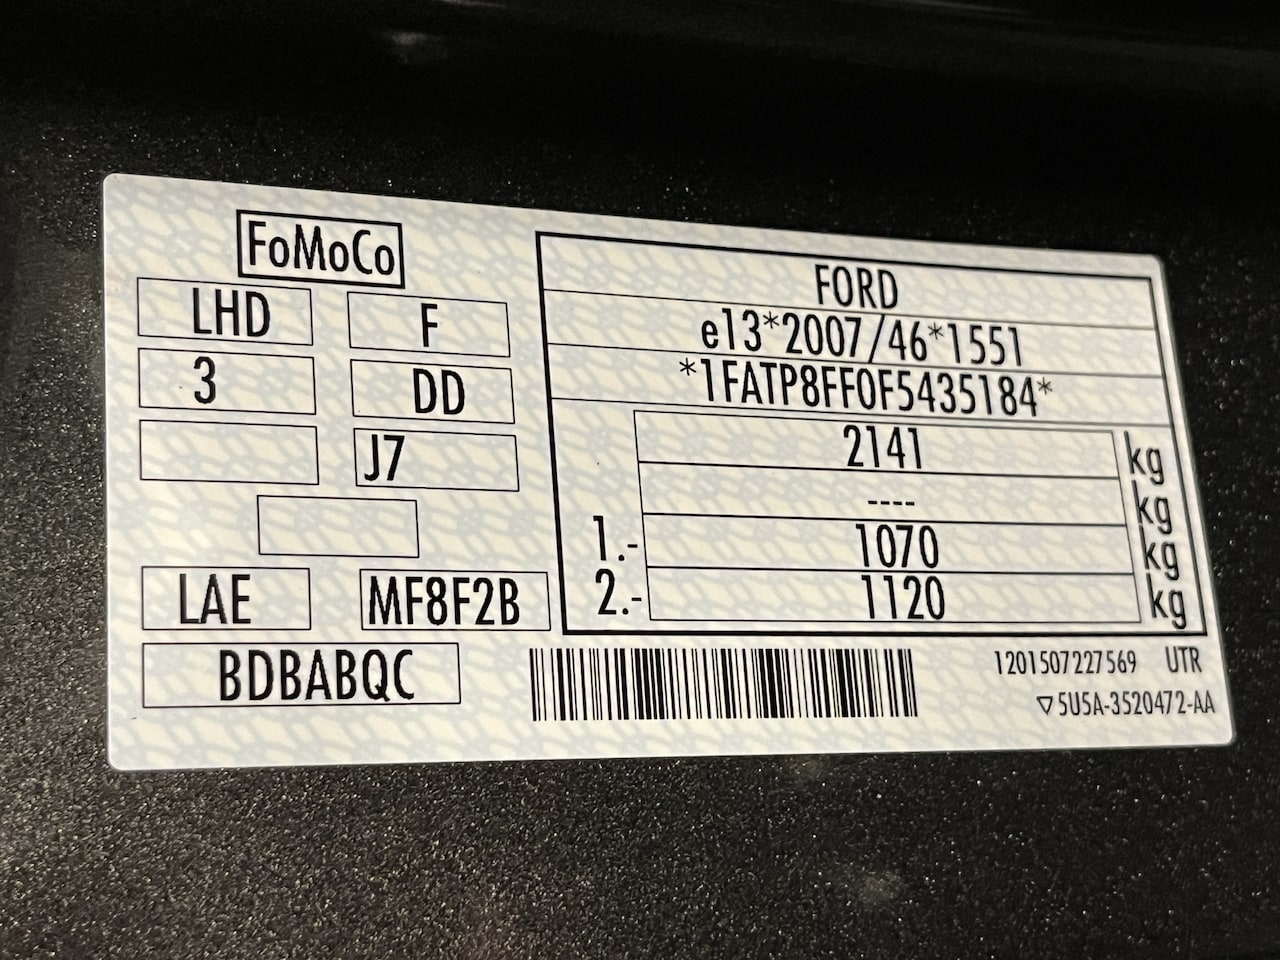 FoMoCo
LHD F
3 DD
J7
LAE MF8F2B
BDBABQC
FORD
e13*2007/46*1551
*1FATP8FF0F5435184*
2141 kg
---- kg
1.- 1070 kg
2.- 1120 kg
1201507227569 UTR
▽5U5A-3520472-AA